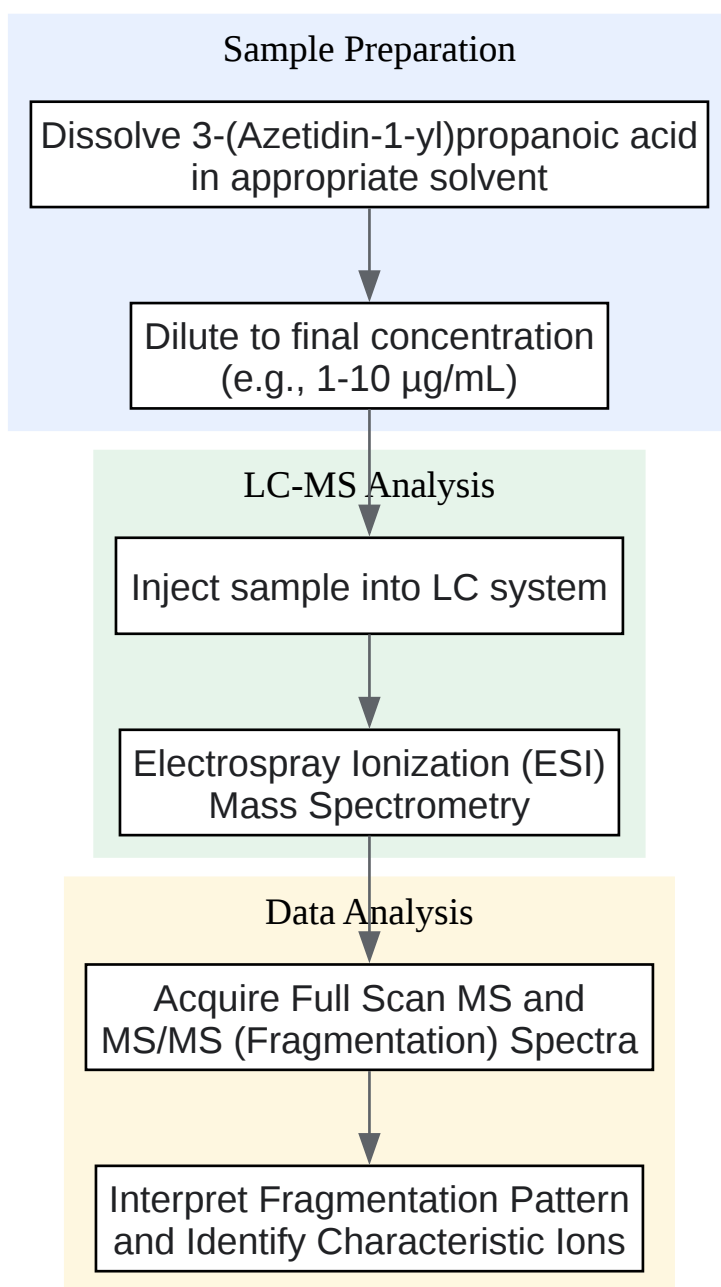 Sample Preparation
Dissolve 3-(Azetidin-1-yl)propanoic acid
in appropriate solvent
Dilute to final concentration
(e.g., 1-10 µg/mL)
LC-MS Analysis
Inject sample into LC system
Electrospray Ionization (ESI)
Mass Spectrometry
Data Analysis
Acquire Full Scan MS and
MS/MS (Fragmentation) Spectra
Interpret Fragmentation Pattern
and Identify Characteristic Ions